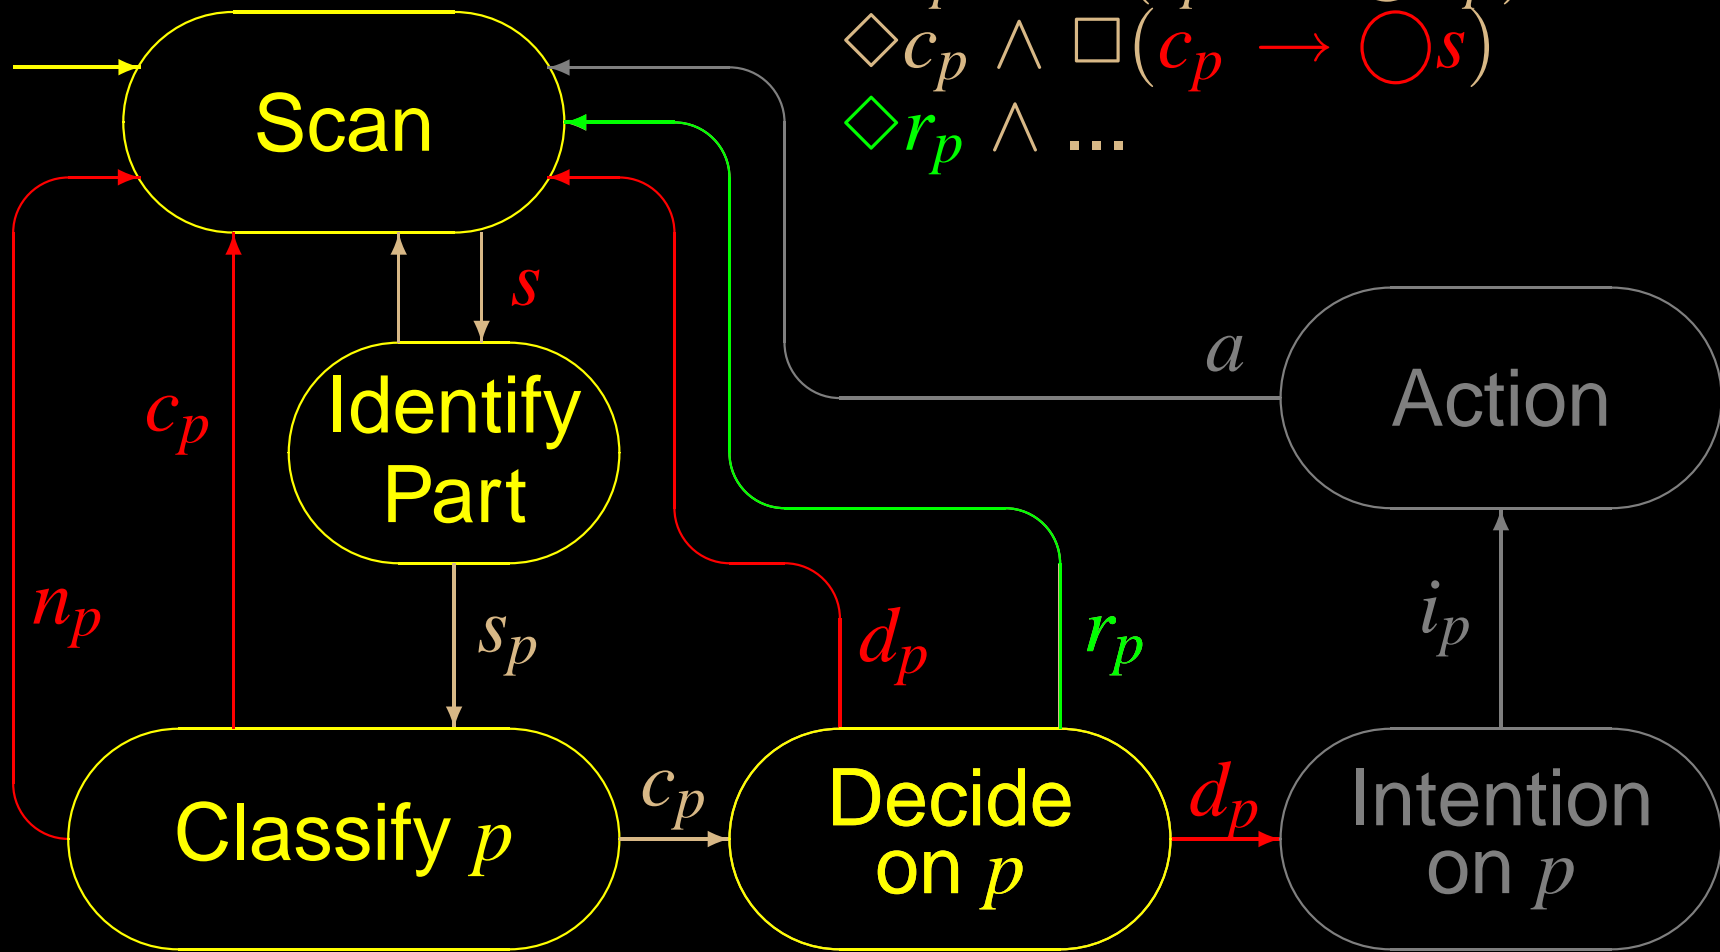 ◇c_p ∧ □(c_p → ◯s)
◇r_p ∧ ...
Scan
s
a
Action
c_p
Identify
Part
n_p
s_p
d_p
r_p
i_p
Classify p
c_p
Decide
on p
d_p
Intention
on p